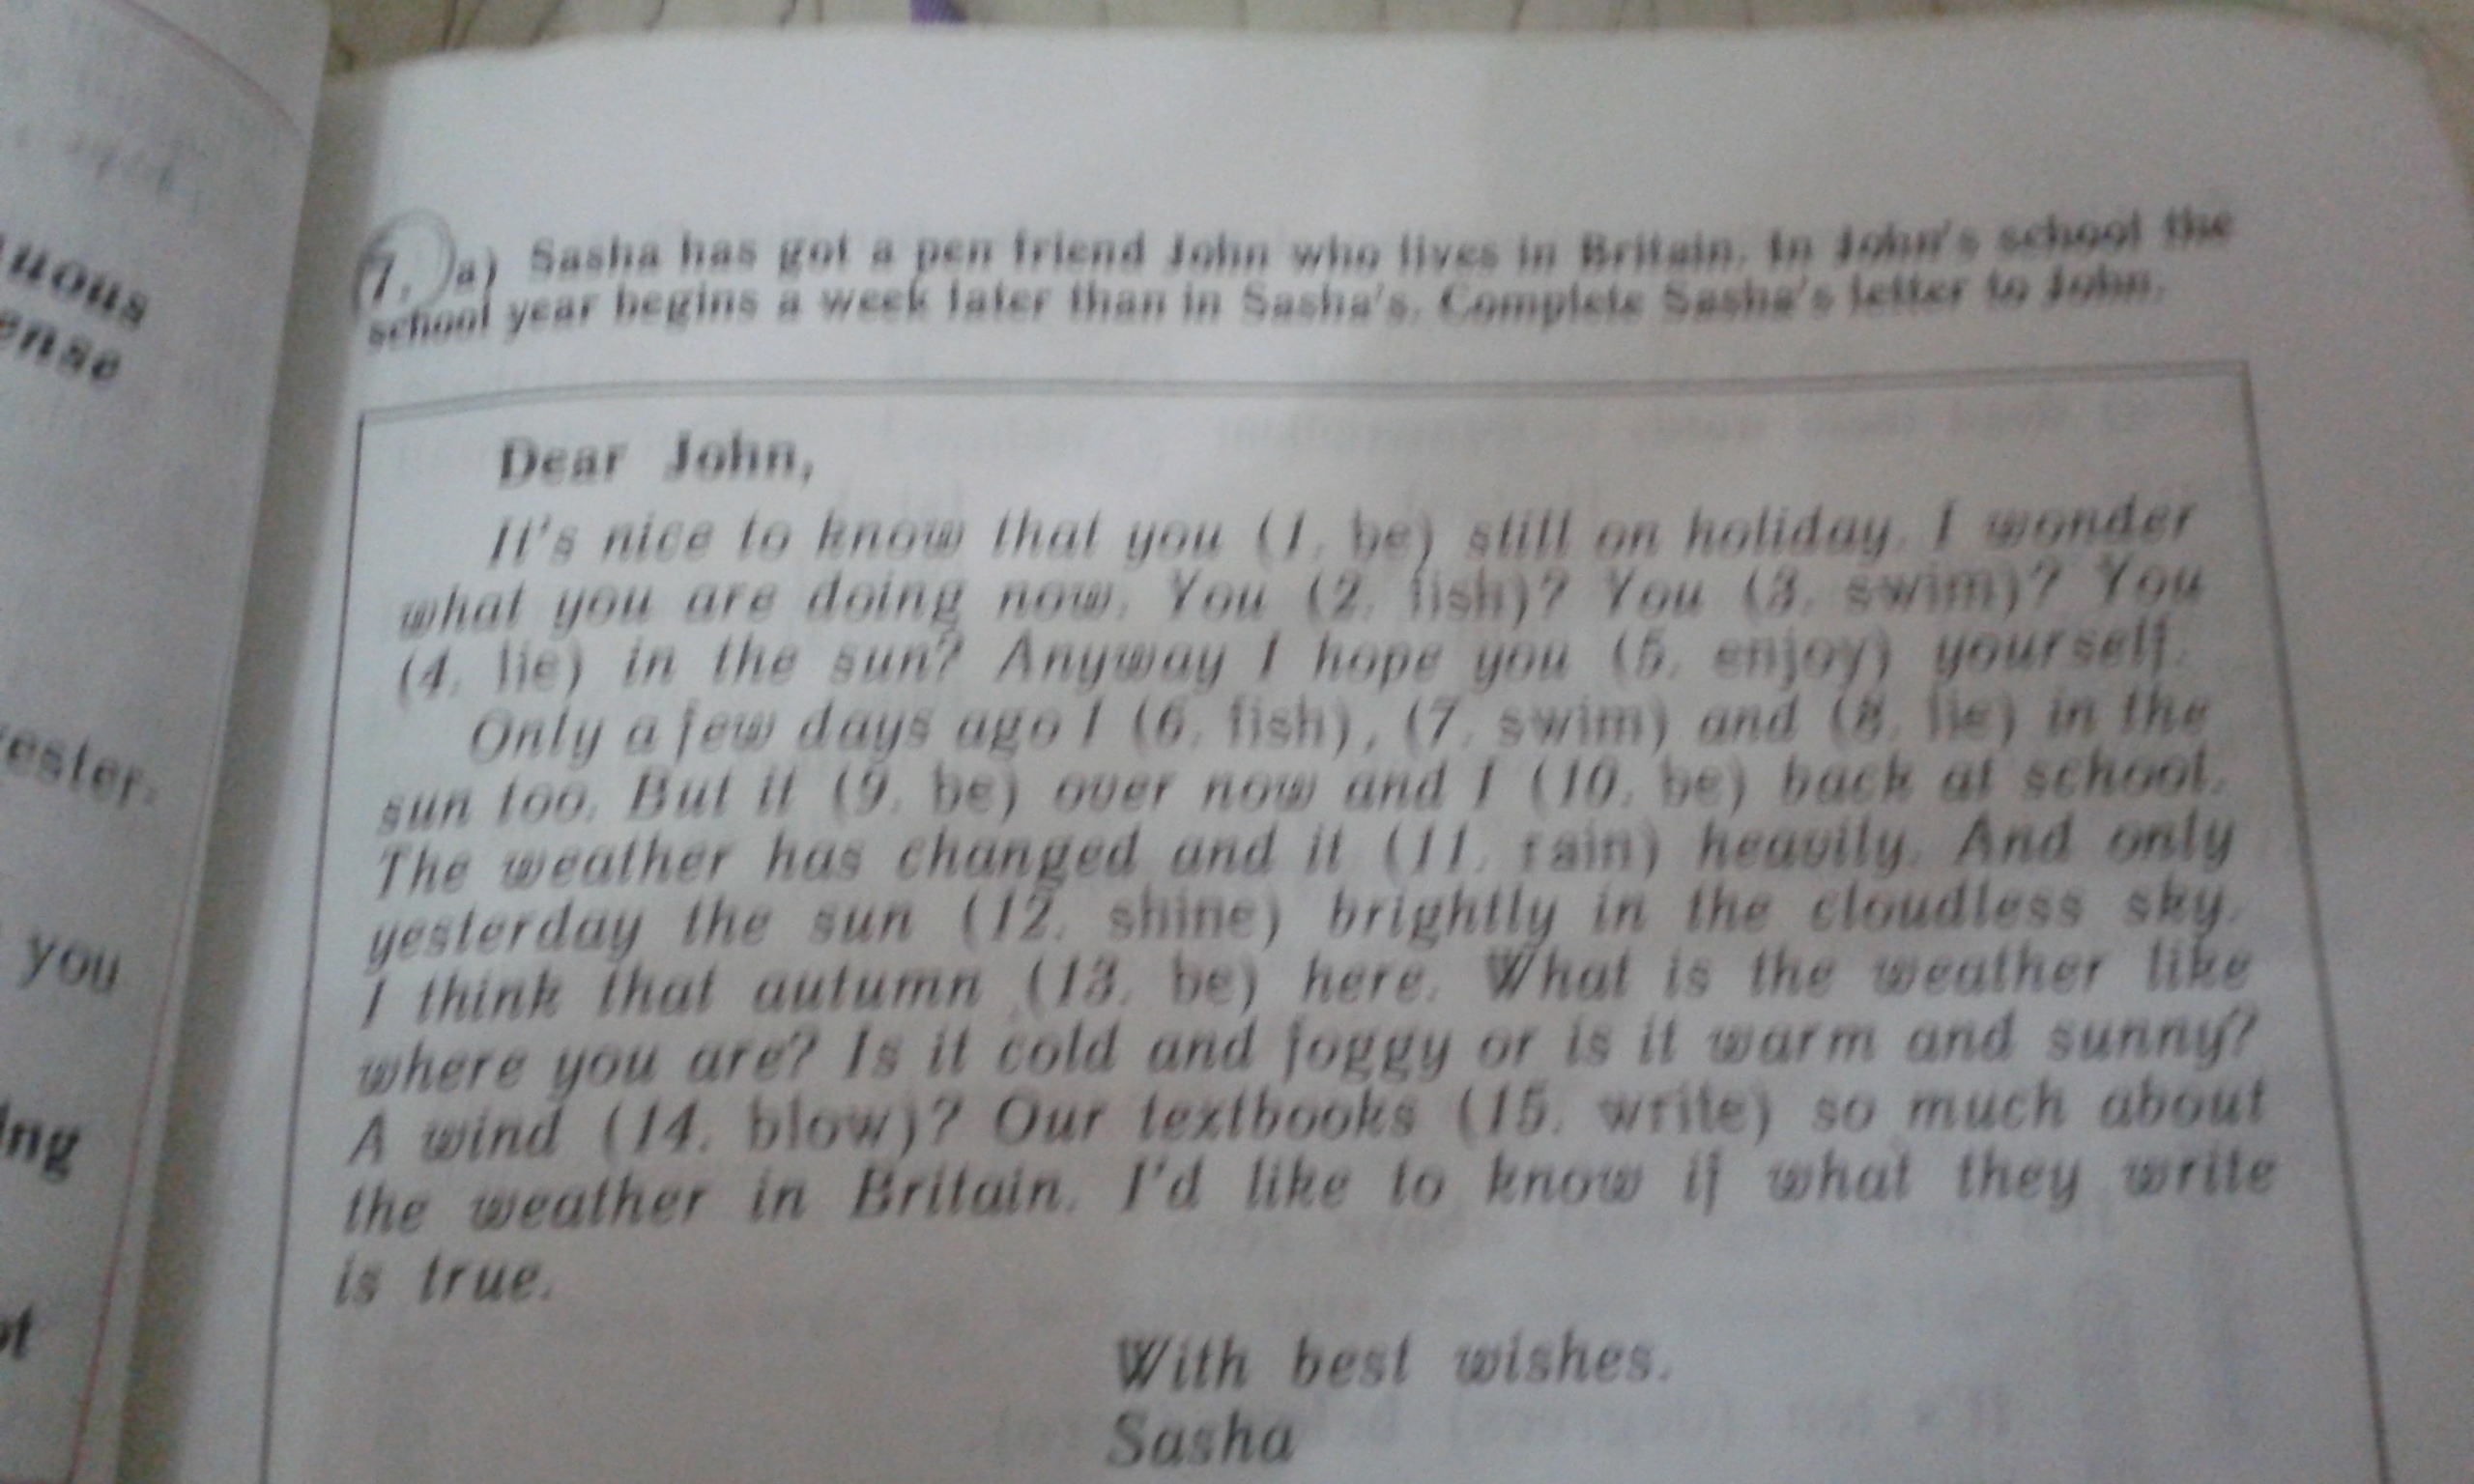 uous
ense
yester.
you
ing
ot
7. a) Sasha has got a pen friend John who lives in Britain. In John's school the
school year begins a week later than in Sasha's. Complete Sasha's letter to John.
Dear John,
It's nice to know that you (1. be) still on holiday. I wonder
what you are doing now. You (2. fish)? You (3. swim)? You
(4. lie) in the sun? Anyway I hope you (5. enjoy) yourself.
Only a few days ago I (6. fish), (7. swim) and (8. lie) in the
sun too. But it (9. be) over now and I (10. be) back at school.
The weather has changed and it (11. rain) heavily. And only
yesterday the sun (12. shine) brightly in the cloudless sky.
I think that autumn (13. be) here. What is the weather like
where you are? Is it cold and foggy or is it warm and sunny?
A wind (14. blow)? Our textbooks (15. write) so much about
the weather in Britain. I'd like to know if what they write
is true.
With best wishes.
Sasha